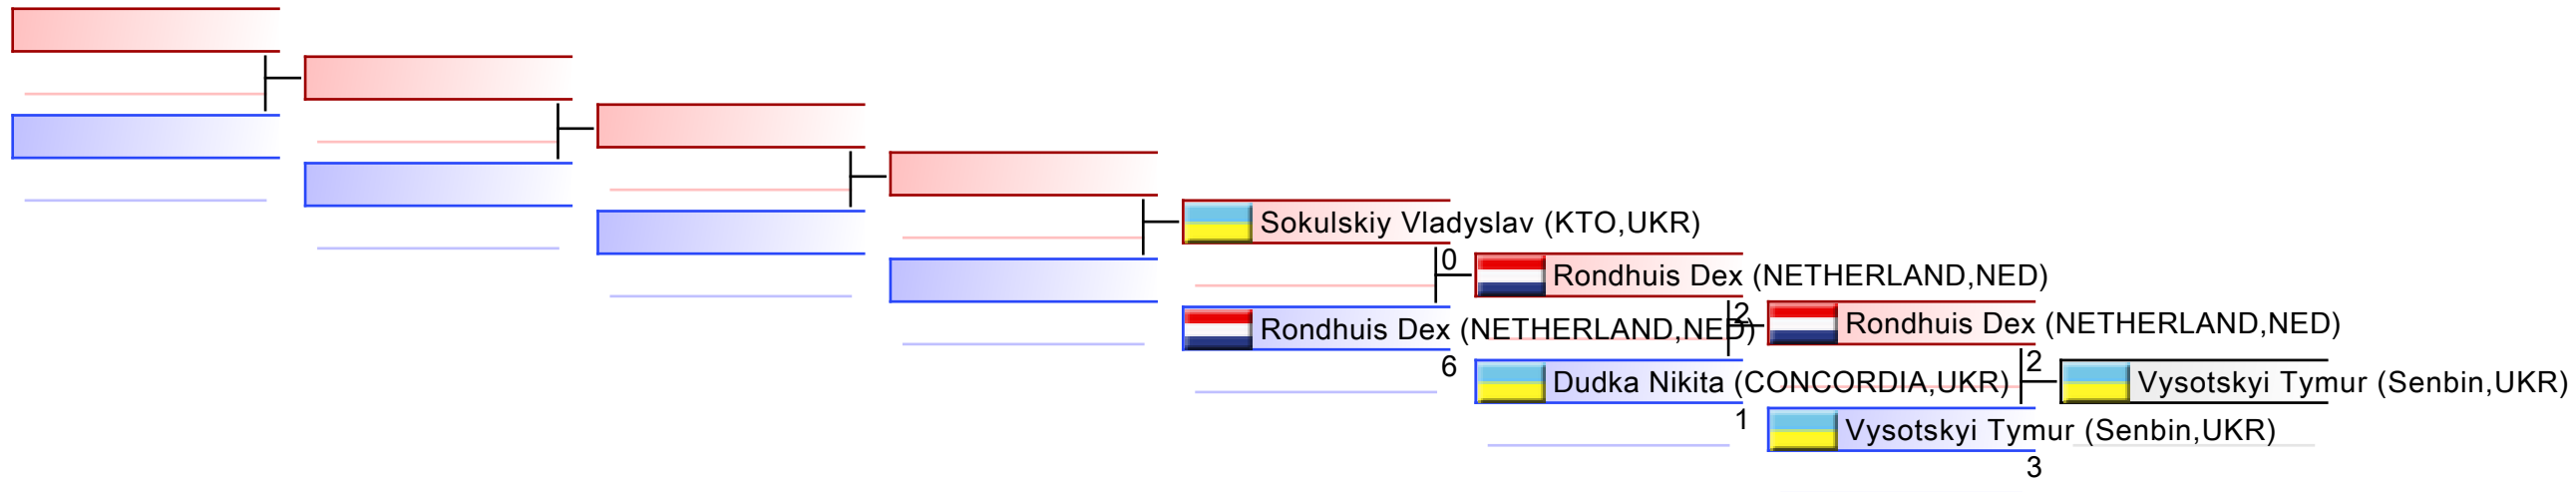 Sokulskiy Vladyslav (KTO,UKR)
0
Rondhuis Dex (NETHERLAND,NED)
Rondhuis Dex (NETHERLAND,NED)
6
2
Rondhuis Dex (NETHERLAND,NED)
Dudka Nikita (CONCORDIA,UKR)
1
2
Vysotskyi Tymur (Senbin,UKR)
Vysotskyi Tymur (Senbin,UKR)
3